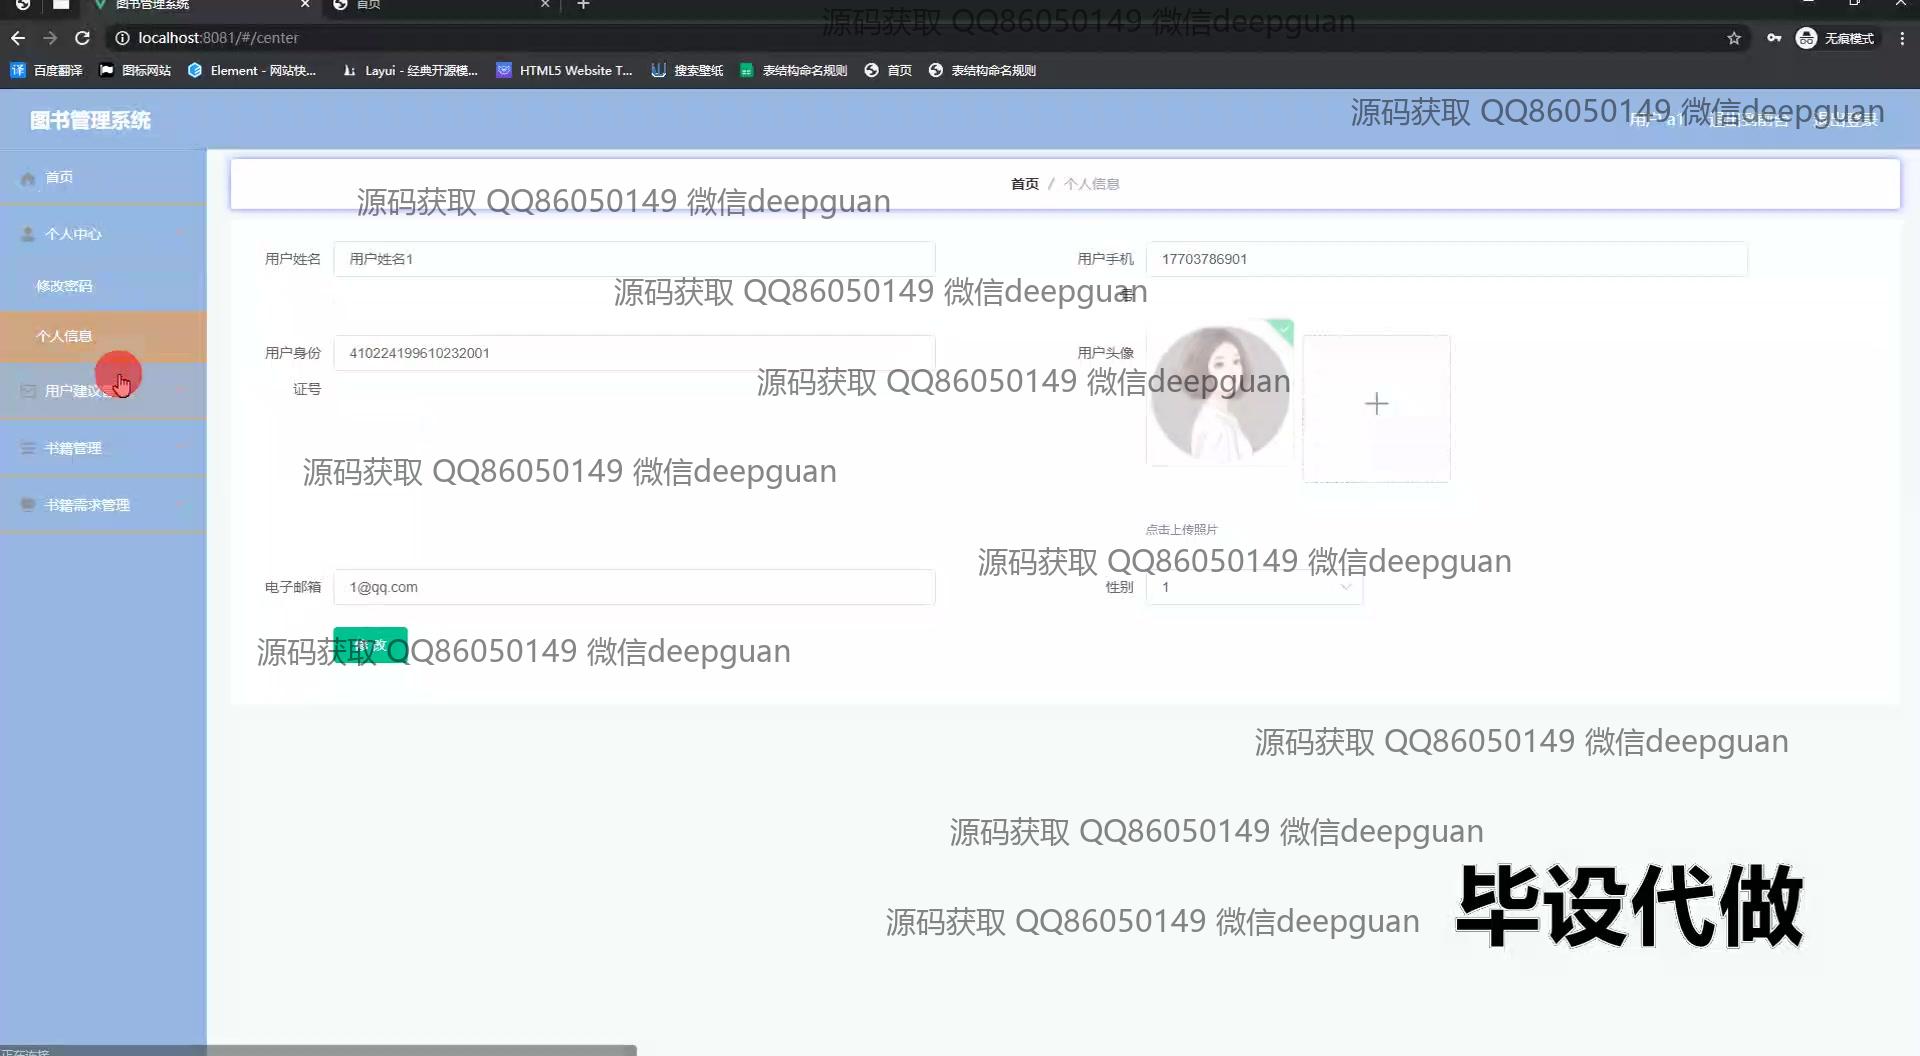 图书管理系统
首页
源码获取 QQ86050149 微信deepguan
localhost:8081/#/center
无痕模式
百度翻译
图标网站
Element - 网站快...
Layui - 经典开源模...
HTML5 Website T...
搜索壁纸
表结构命名规则
首页
表结构命名规则
图书管理系统
源码获取 QQ86050149 微信deepguan
首页
首页 / 个人信息
源码获取 QQ86050149 微信deepguan
个人中心
用户姓名 用户姓名1
用户手机 17703786901
修改密码
源码获取 QQ86050149 微信deepguan
个人信息
用户身份证号 410224199610232001
用户头像
源码获取 QQ86050149 微信deepguan
用户建议
书籍管理
源码获取 QQ86050149 微信deepguan
书籍需求管理
点击上传照片
源码获取 QQ86050149 微信deepguan
电子邮箱 1@qq.com
性别 1
修改
源码获取 QQ86050149 微信deepguan
源码获取 QQ86050149 微信deepguan
源码获取 QQ86050149 微信deepguan
源码获取 QQ86050149 微信deepguan
毕设代做